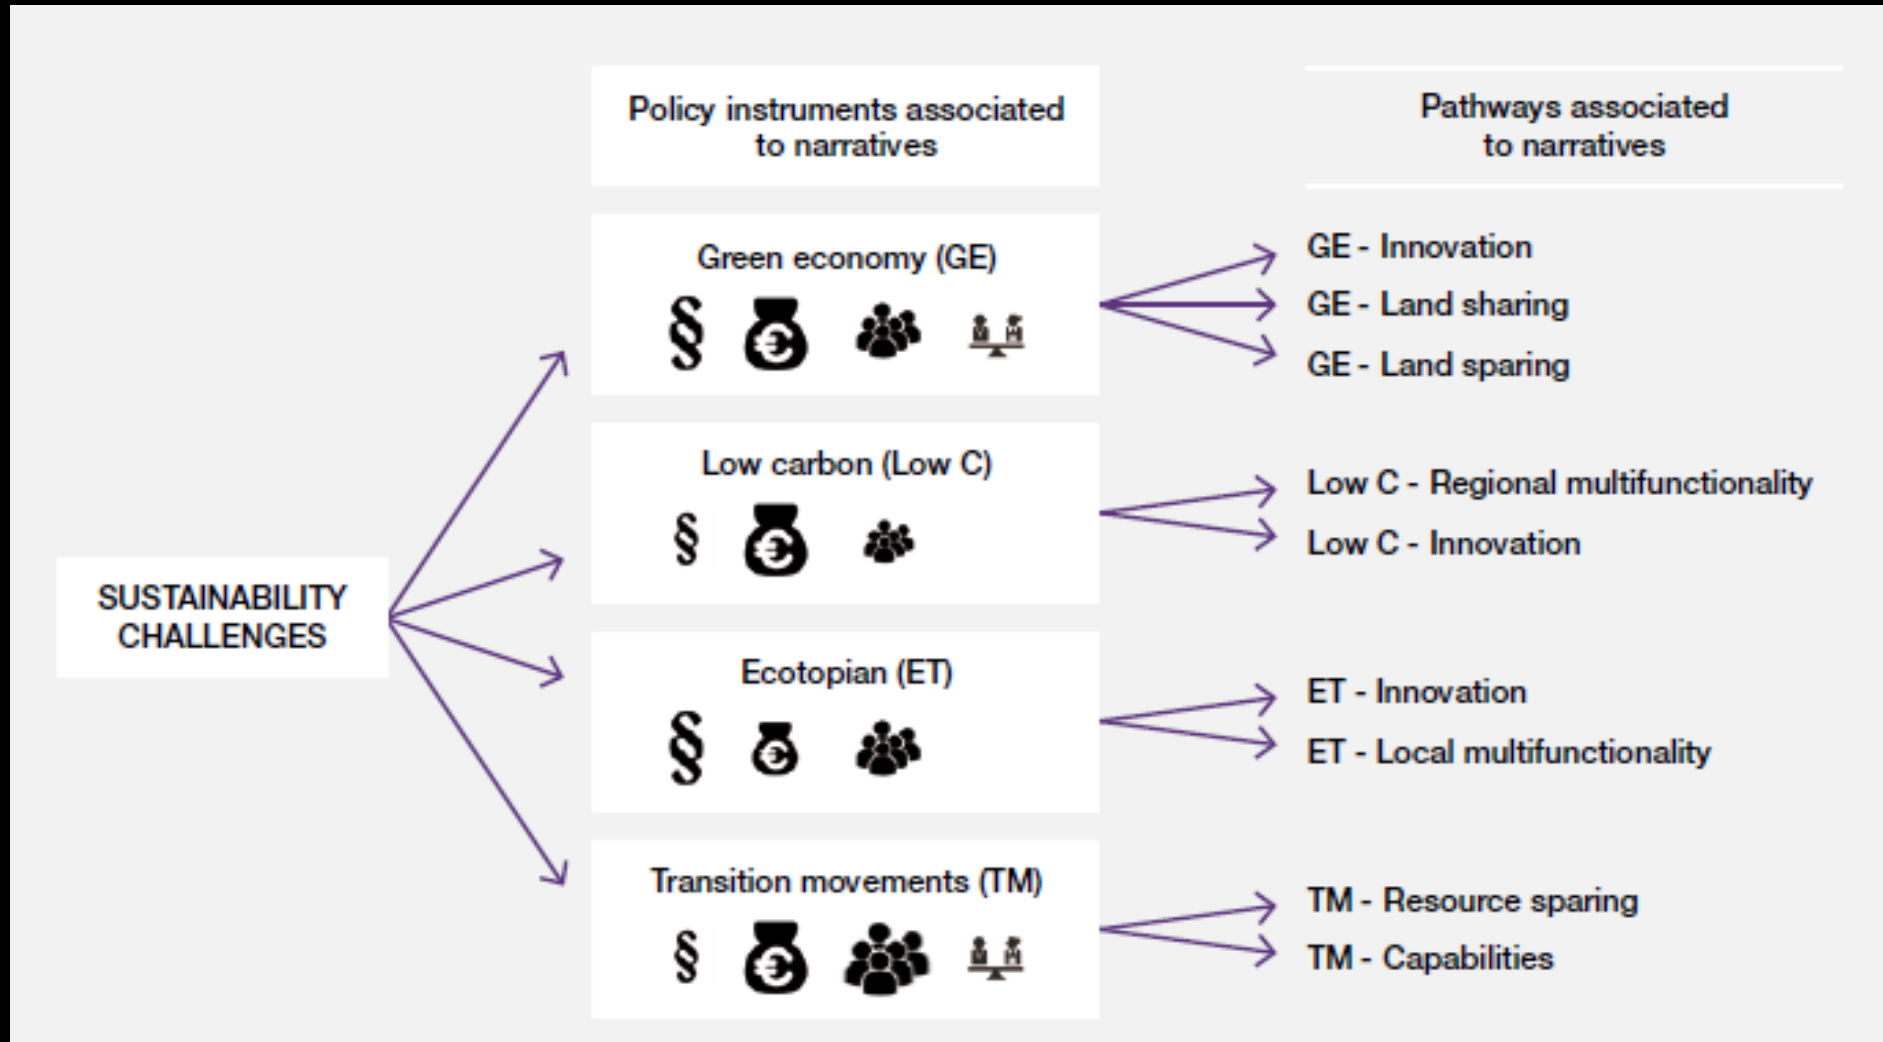 Policy instruments associated
to narratives
Pathways associated
to narratives
SUSTAINABILITY
CHALLENGES
Green economy (GE)
§ € 
GE - Innovation
GE - Land sharing
GE - Land sparing
Low carbon (Low C)
§ €
Low C - Regional multifunctionality
Low C - Innovation
Ecotopian (ET)
§ €
ET - Innovation
ET - Local multifunctionality
Transition movements (TM)
§ €
TM - Resource sparing
TM - Capabilities